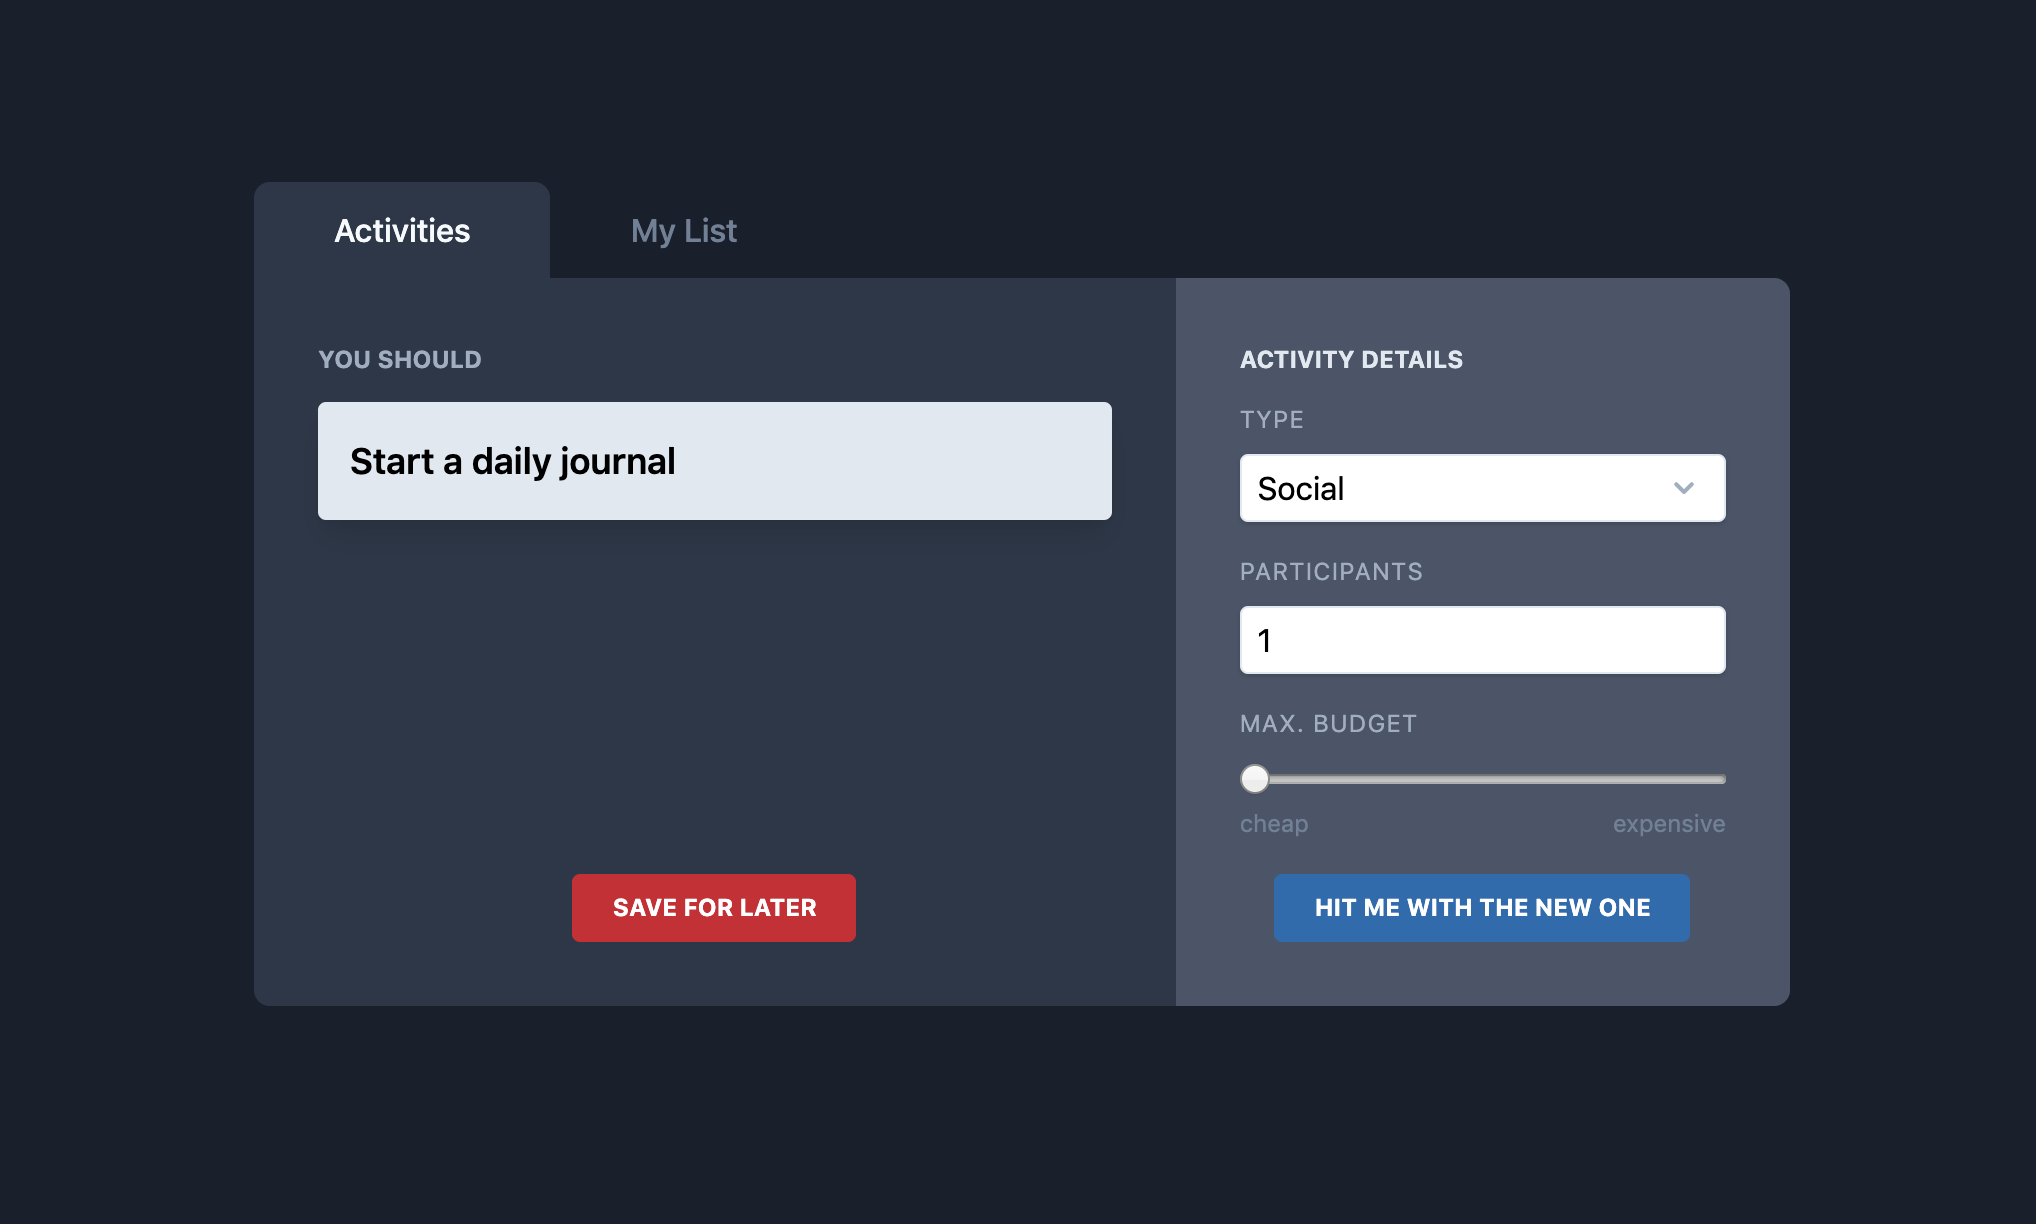 Activities
My List
YOU SHOULD
Start a daily journal
SAVE FOR LATER
ACTIVITY DETAILS
TYPE
Social
PARTICIPANTS
1
MAX. BUDGET
cheap expensive
HIT ME WITH THE NEW ONE